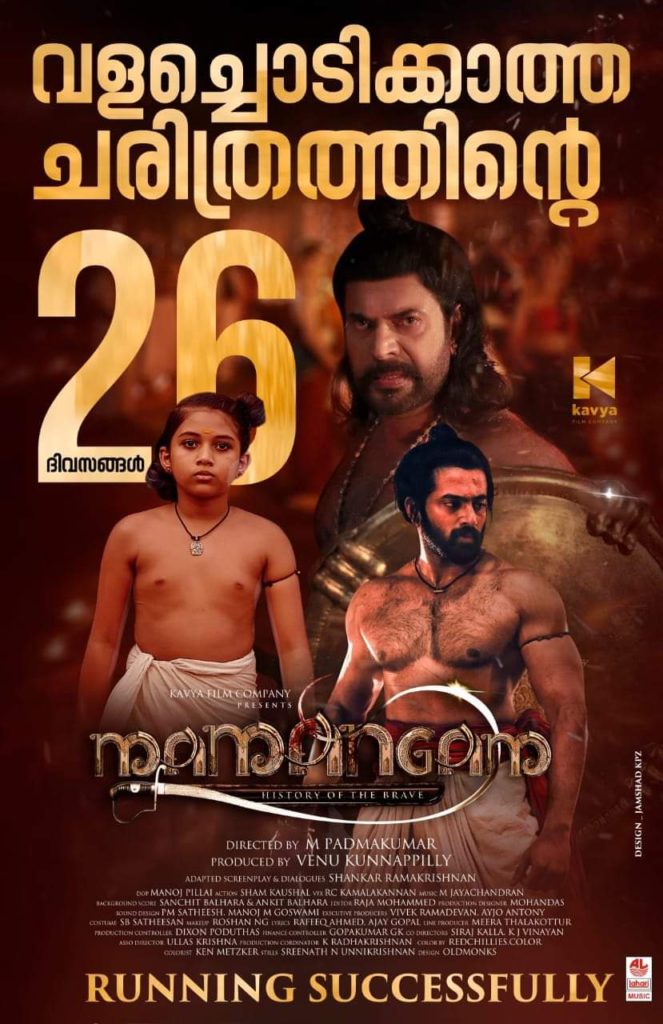 വളച്ചൊടിക്കാത്ത
ചരിത്രത്തിന്റെ
26
ദിവസങ്ങൾ
kavya
FILM COMPANY
KAVYA FILM COMPANY
PRESENTS
മാമാങ്കം
HISTORY OF THE BRAVE
DESIGN _ JAMSHAD KPZ
DIRECTED BY M PADMAKUMAR
PRODUCED BY VENU KUNNAPPILLY
ADAPTED SCREENPLAY & DIALOGUES SHANKAR RAMAKRISHNAN
DOP MANOJ PILLAI ACTION SHAM KAUSHAL VFX RC KAMALAKANNAN MUSIC M JAYACHANDRAN
BACKGROUND SCORE SANCHIT BALHARA & ANKIT BALHARA EDITOR RAJA MOHAMMED PRODUCTION DESIGNER MOHANDAS
SOUND DESIGN PM SATHEESH, MANOJ M GOSWAMI EXECUTIVE PRODUCERS VIVEK RAMADEVAN, AYJO ANTONY
COSTUME SB SATHEESAN MAKEUP ROSHAN NG LYRICS RAFEEQ AHMED, AJAY GOPAL LINE PRODUCER MEERA THALAKOTTUR
PRODUCTION CONTROLLER DIXON PODUTHAS FINANCE CONTROLLER GOPAKUMAR GK CO DIRECTORS SIRAJ KALLA, K J VINAYAN
ASSO DIRECTOR ULLAS KRISHNA PRODUCTION CORDINATOR K RADHAKRISHNAN COLOR BY REDCHILLIES.COLOR
COLORIST KEN METZKER STILLS SREENATH N UNNIKRISHNAN DESIGN OLDMONKS
RUNNING SUCCESSFULLY
lahari
MUSIC